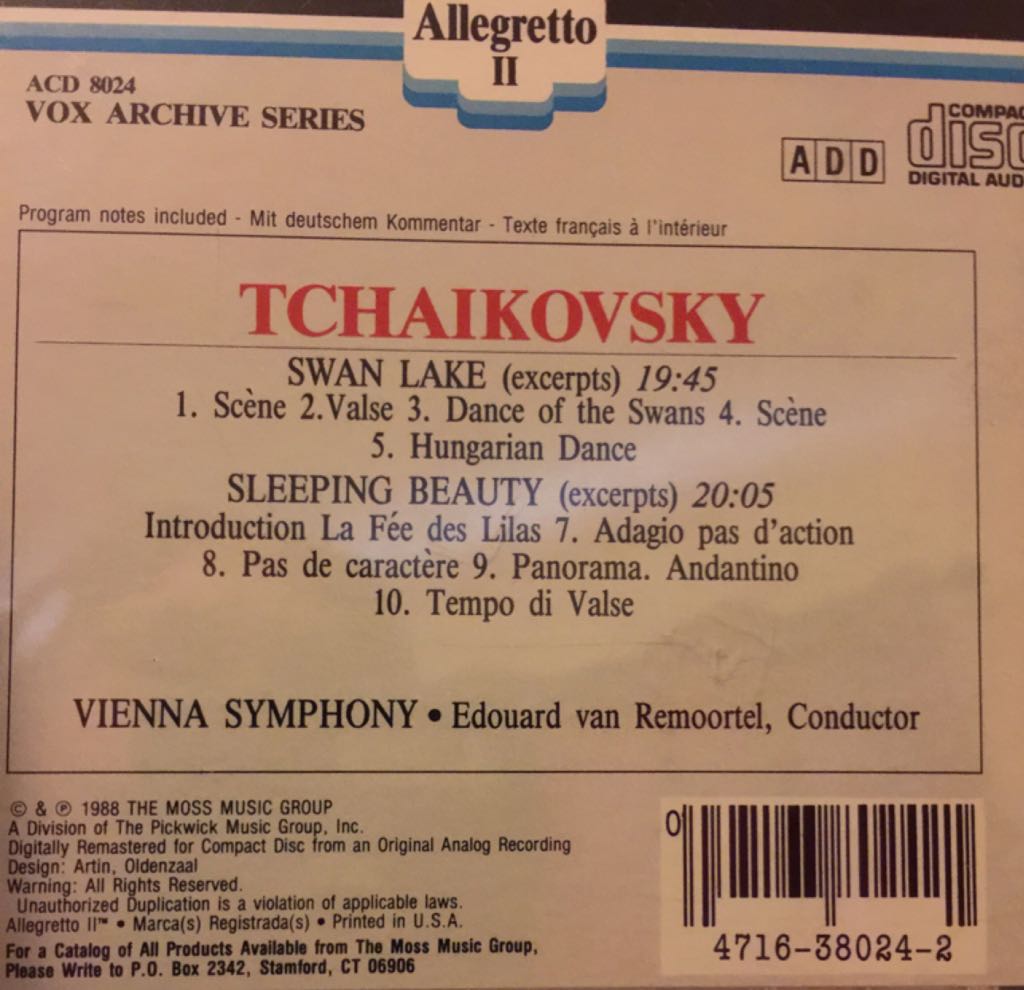 Allegretto
II
ACD 8024
VOX ARCHIVE SERIES
ADD
COMPAC
disc
DIGITAL AUD
Program notes included - Mit deutschem Kommentar - Texte français à l'intérieur
TCHAIKOVSKY
SWAN LAKE (excerpts) 19:45
1. Scène 2.Valse 3. Dance of the Swans 4. Scène
5. Hungarian Dance
SLEEPING BEAUTY (excerpts) 20:05
Introduction La Fée des Lilas 7. Adagio pas d'action
8. Pas de caractère 9. Panorama. Andantino
10. Tempo di Valse
VIENNA SYMPHONY • Edouard van Remoortel, Conductor
© & ℗ 1988 THE MOSS MUSIC GROUP
A Division of The Pickwick Music Group, Inc.
Digitally Remastered for Compact Disc from an Original Analog Recording
Design: Artin, Oldenzaal
Warning: All Rights Reserved.
Unauthorized Duplication is a violation of applicable laws.
Allegretto II™ • Marca(s) Registrada(s) • Printed in U.S.A.
For a Catalog of All Products Available from The Moss Music Group,
Please Write to P.O. Box 2342, Stamford, CT 06906
0
4716-38024-2